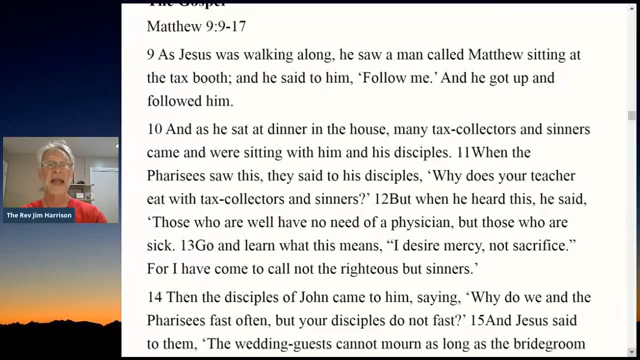 The Gospel
Matthew 9:9-17
9 As Jesus was walking along, he saw a man called Matthew sitting at
the tax booth; and he said to him, ‘Follow me.’ And he got up and
followed him.
10 And as he sat at dinner in the house, many tax-collectors and sinners
came and were sitting with him and his disciples. 11When the
Pharisees saw this, they said to his disciples, ‘Why does your teacher
eat with tax-collectors and sinners?’ 12But when he heard this, he said,
‘Those who are well have no need of a physician, but those who are
sick. 13Go and learn what this means, “I desire mercy, not sacrifice.”
For I have come to call not the righteous but sinners.’
14 Then the disciples of John came to him, saying, ‘Why do we and the
Pharisees fast often, but your disciples do not fast?’ 15And Jesus said
to them, ‘The wedding-guests cannot mourn as long as the bridegroom
The Rev Jim Harrison